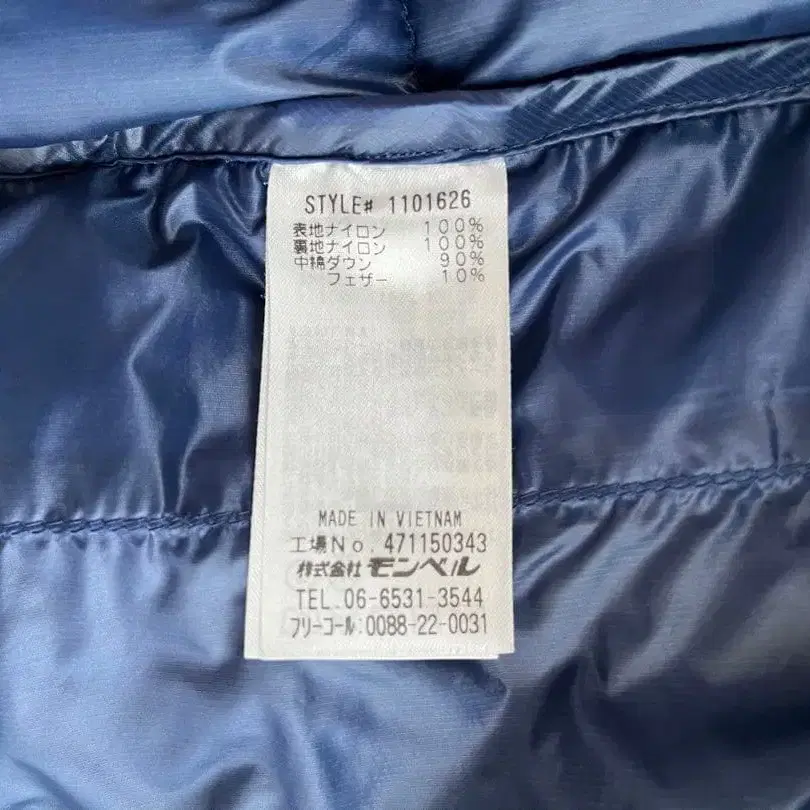 STYLE# 1101626
表地ナイロン 100%
裏地ナイロン 100%
中綿ダウン 90%
フェザー 10%
MADE IN VIETNAM
工場No. 471150343
株式会社 モンベル
TEL.06-6531-3544
フリーコール:0088-22-0031